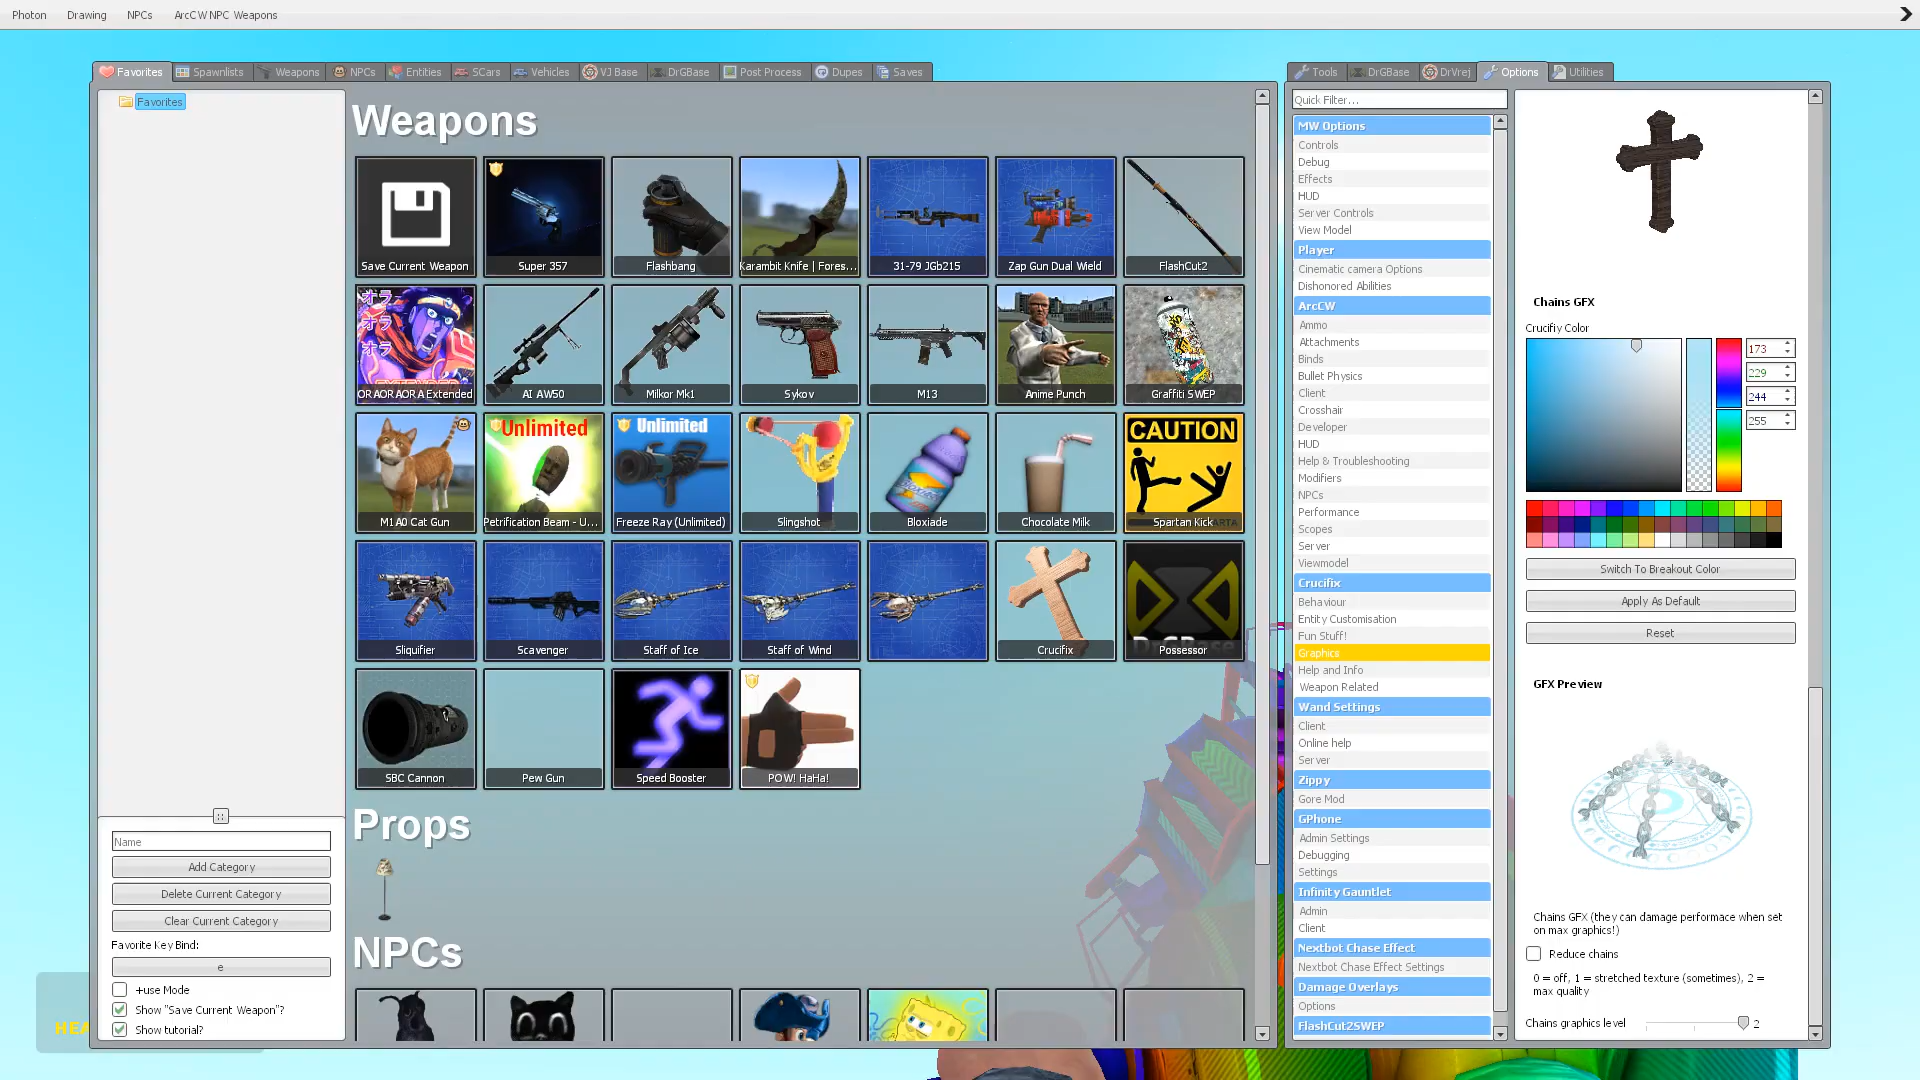 Photon Drawing NPCs ArcCW NPC Weapons
Favorites Spawnlists Weapons NPCs Entities SCars Vehicles VJ Base DrGBase Post Process Dupes Saves
Favorites
Weapons
Save Current Weapon
Super 357
Flashbang
Karambit Knife | Fores...
31-79 JGb215
Zap Gun Dual Wield
FlashCut2
オラ
オラ
オラ
ORAORAORA Extended
AI AW50
Milkor Mk1
Sykov
M13
Anime Punch
Graffiti SWEP
M1A0 Cat Gun
Unlimited
Petrification Beam - U...
Unlimited
Freeze Ray (Unlimited)
Slingshot
Bloxiade
Chocolate Milk
CAUTION
Spartan Kick
Sliquifier
Scavenger
Staff of Ice
Staff of Wind
Crucifix
DrGBase
Possessor
SBC Cannon
Pew Gun
Speed Booster
POW! HaHa!
Props
NPCs
Name
Add Category
Delete Current Category
Clear Current Category
Favorite Key Bind:
e
+use Mode
Show "Save Current Weapon"?
Show tutorial?
HEA
Tools DrGBase DrVrej Options Utilities
Quick Filter...
MW Options
Controls
Debug
Effects
HUD
Server Controls
View Model
Player
Cinematic camera Options
Dishonored Abilities
ArcCW
Ammo
Attachments
Binds
Bullet Physics
Client
Crosshair
Developer
HUD
Help & Troubleshooting
Modifiers
NPCs
Performance
Scopes
Server
Viewmodel
Crucifix
Behaviour
Entity Customisation
Fun Stuff!
Graphics
Help and Info
Weapon Related
Wand Settings
Client
Online help
Server
Zippy
Gore Mod
GPhone
Admin Settings
Debugging
Settings
Infinity Gauntlet
Admin
Client
Nextbot Chase Effect
Nextbot Chase Effect Settings
Damage Overlays
Options
FlashCut2SWEP
Chains GFX
Crucifiy Color
173
229
244
255
Switch To Breakout Color
Apply As Default
Reset
GFX Preview
Chains GFX (they can damage performace when set
on max graphics!)
Reduce chains
0 = off, 1 = stretched texture (sometimes), 2 =
max quality
Chains graphics level 2